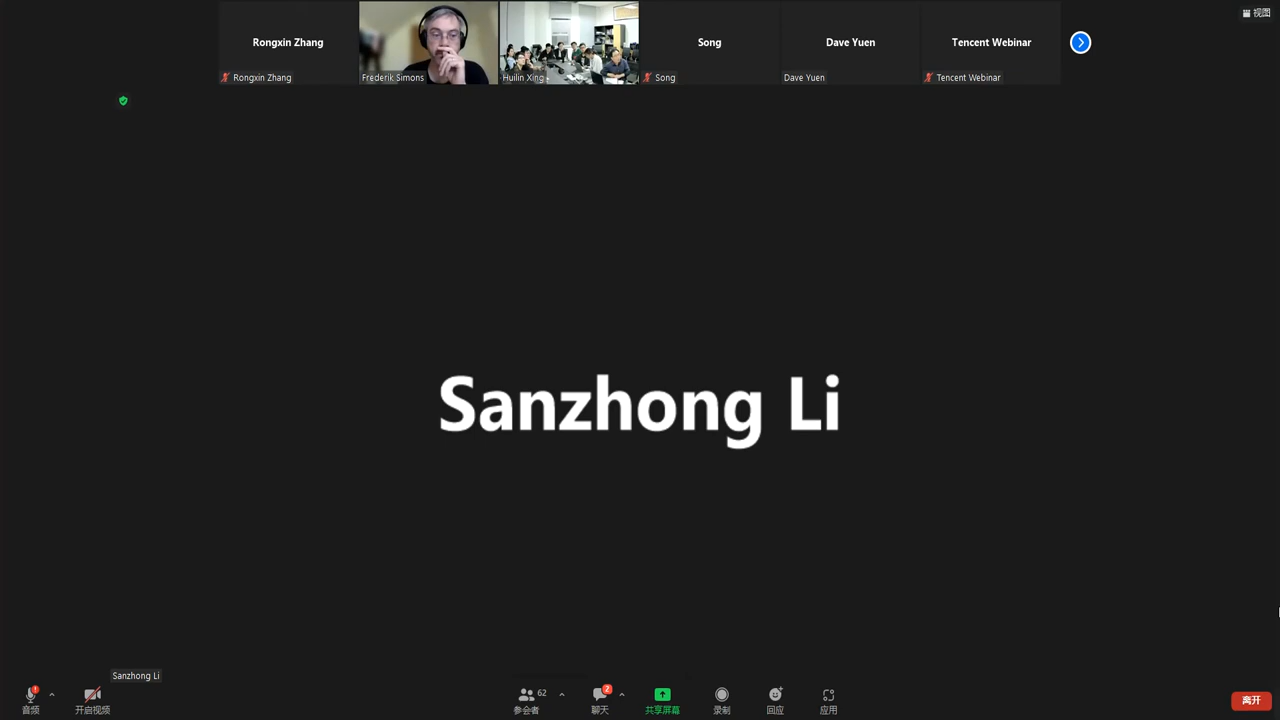 视图
Rongxin Zhang
Song
Dave Yuen
Tencent Webinar
Rongxin Zhang
Frederik Simons
Huilin Xing
Song
Dave Yuen
Tencent Webinar
Sanzhong Li
Sanzhong Li
62
2
音频
开启视频
参会者
聊天
共享屏幕
录制
回应
应用
离开